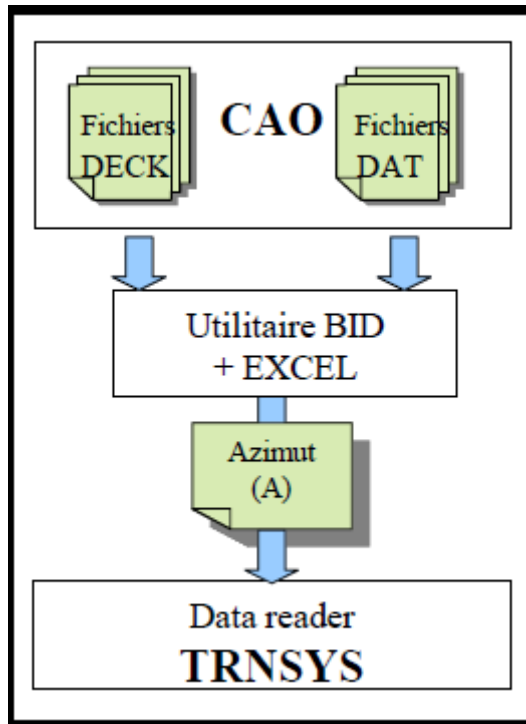 Fichiers
DECK
CAO
Fichiers
DAT
Utilitaire BID
+ EXCEL
Azimut
(A)
Data reader
TRNSYS